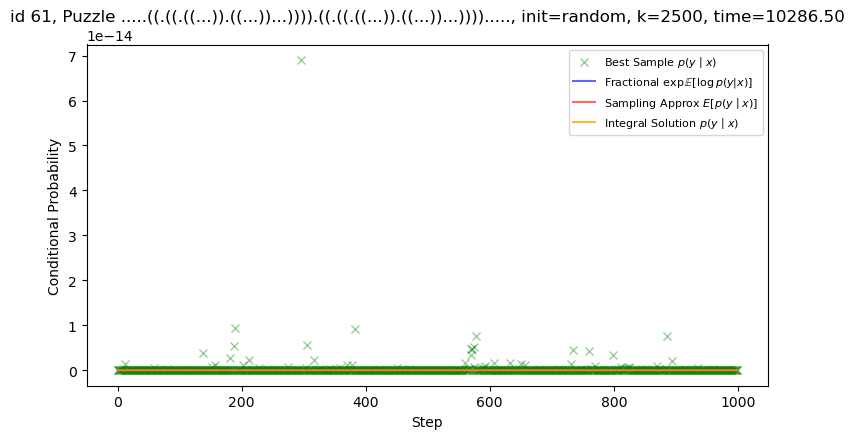 id 61, Puzzle .....((.((.((...)).((...))...)))).((.((.((...)).((...))...))))....., init=random, k=2500, time=10286.50
1e−14
Best Sample p(y | x)
Fractional exp𝔼[log p(y|x)]
Sampling Approx E[p(y | x)]
Integral Solution p(y | x)
7
6
5
4
3
2
1
0
Conditional Probability
0 200 400 600 800 1000
Step